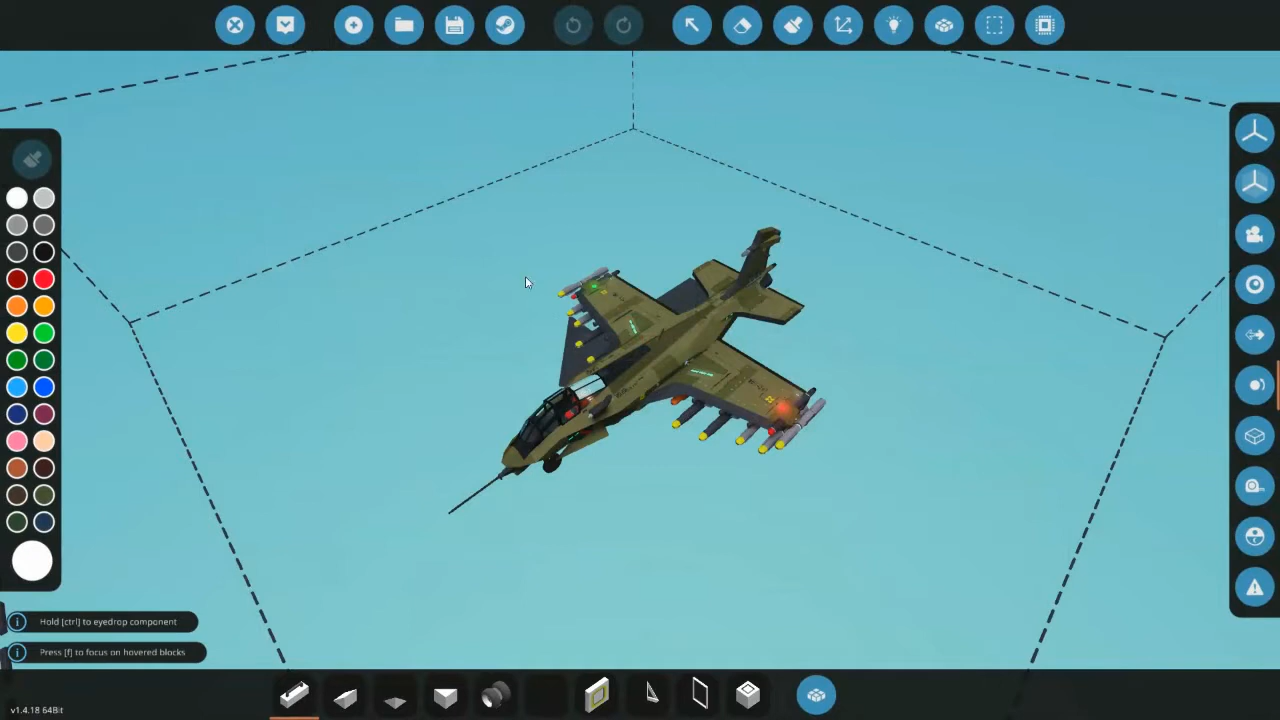 Hold [ctrl] to eyedrop component
Press [f] to focus on hovered blocks
v1.4.18 64Bit